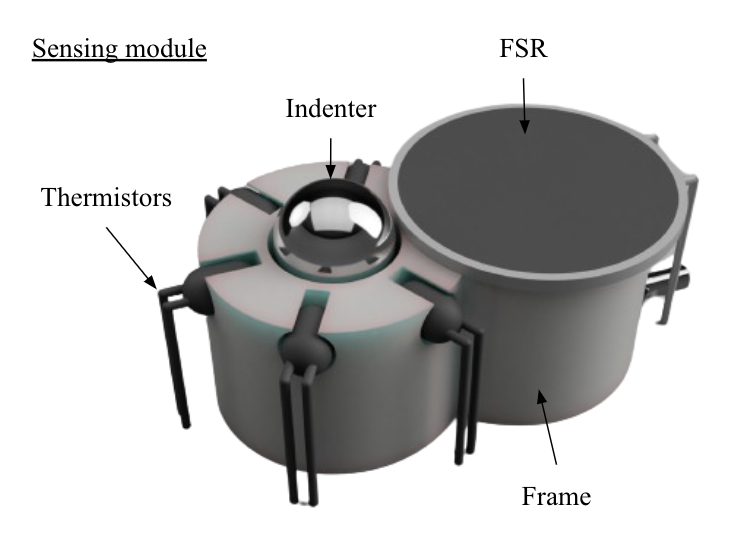 Sensing module
FSR
Indenter
Thermistors
Frame